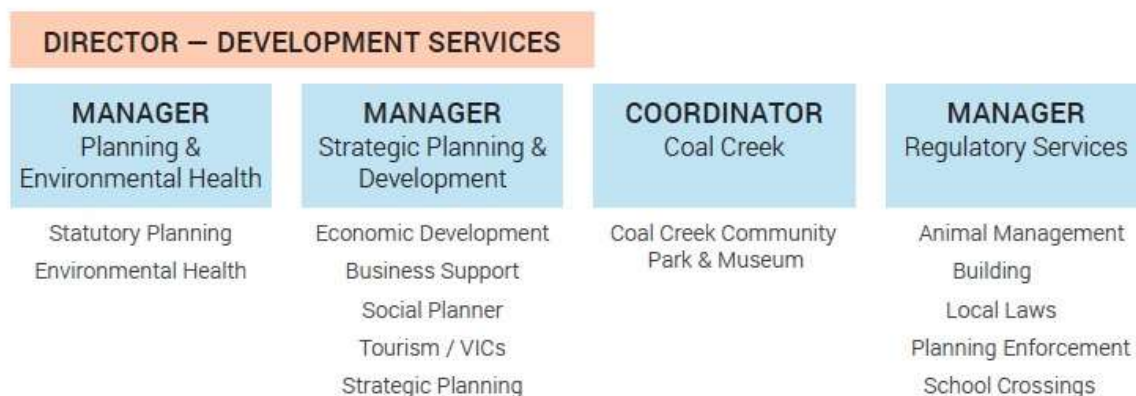 DIRECTOR — DEVELOPMENT SERVICES
MANAGER
Planning &
Environmental Health
Statutory Planning
Environmental Health
MANAGER
Strategic Planning &
Development
Economic Development
Business Support
Social Planner
Tourism / VICs
Strategic Planning
COORDINATOR
Coal Creek
Coal Creek Community
Park & Museum
MANAGER
Regulatory Services
Animal Management
Building
Local Laws
Planning Enforcement
School Crossings